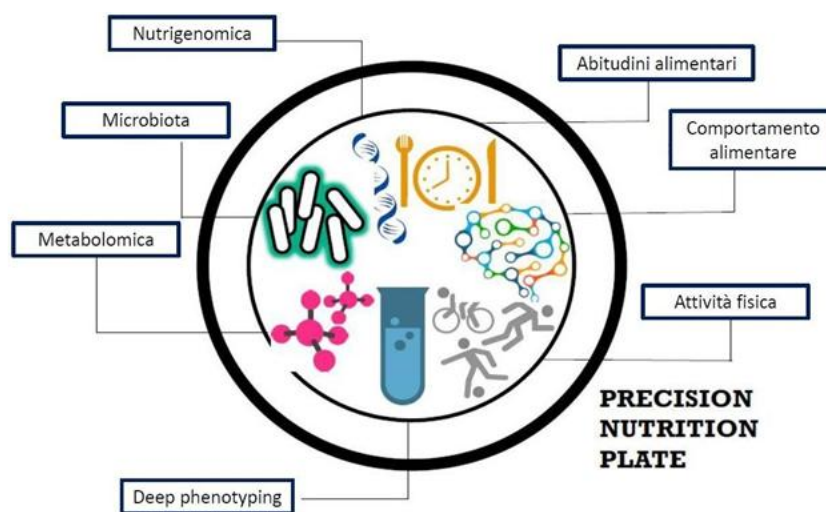 Nutrigenomica
Abitudini alimentari
Microbiota
Comportamento
alimentare
Metabolomica
Attività fisica
PRECISION
NUTRITION
PLATE
Deep phenotyping